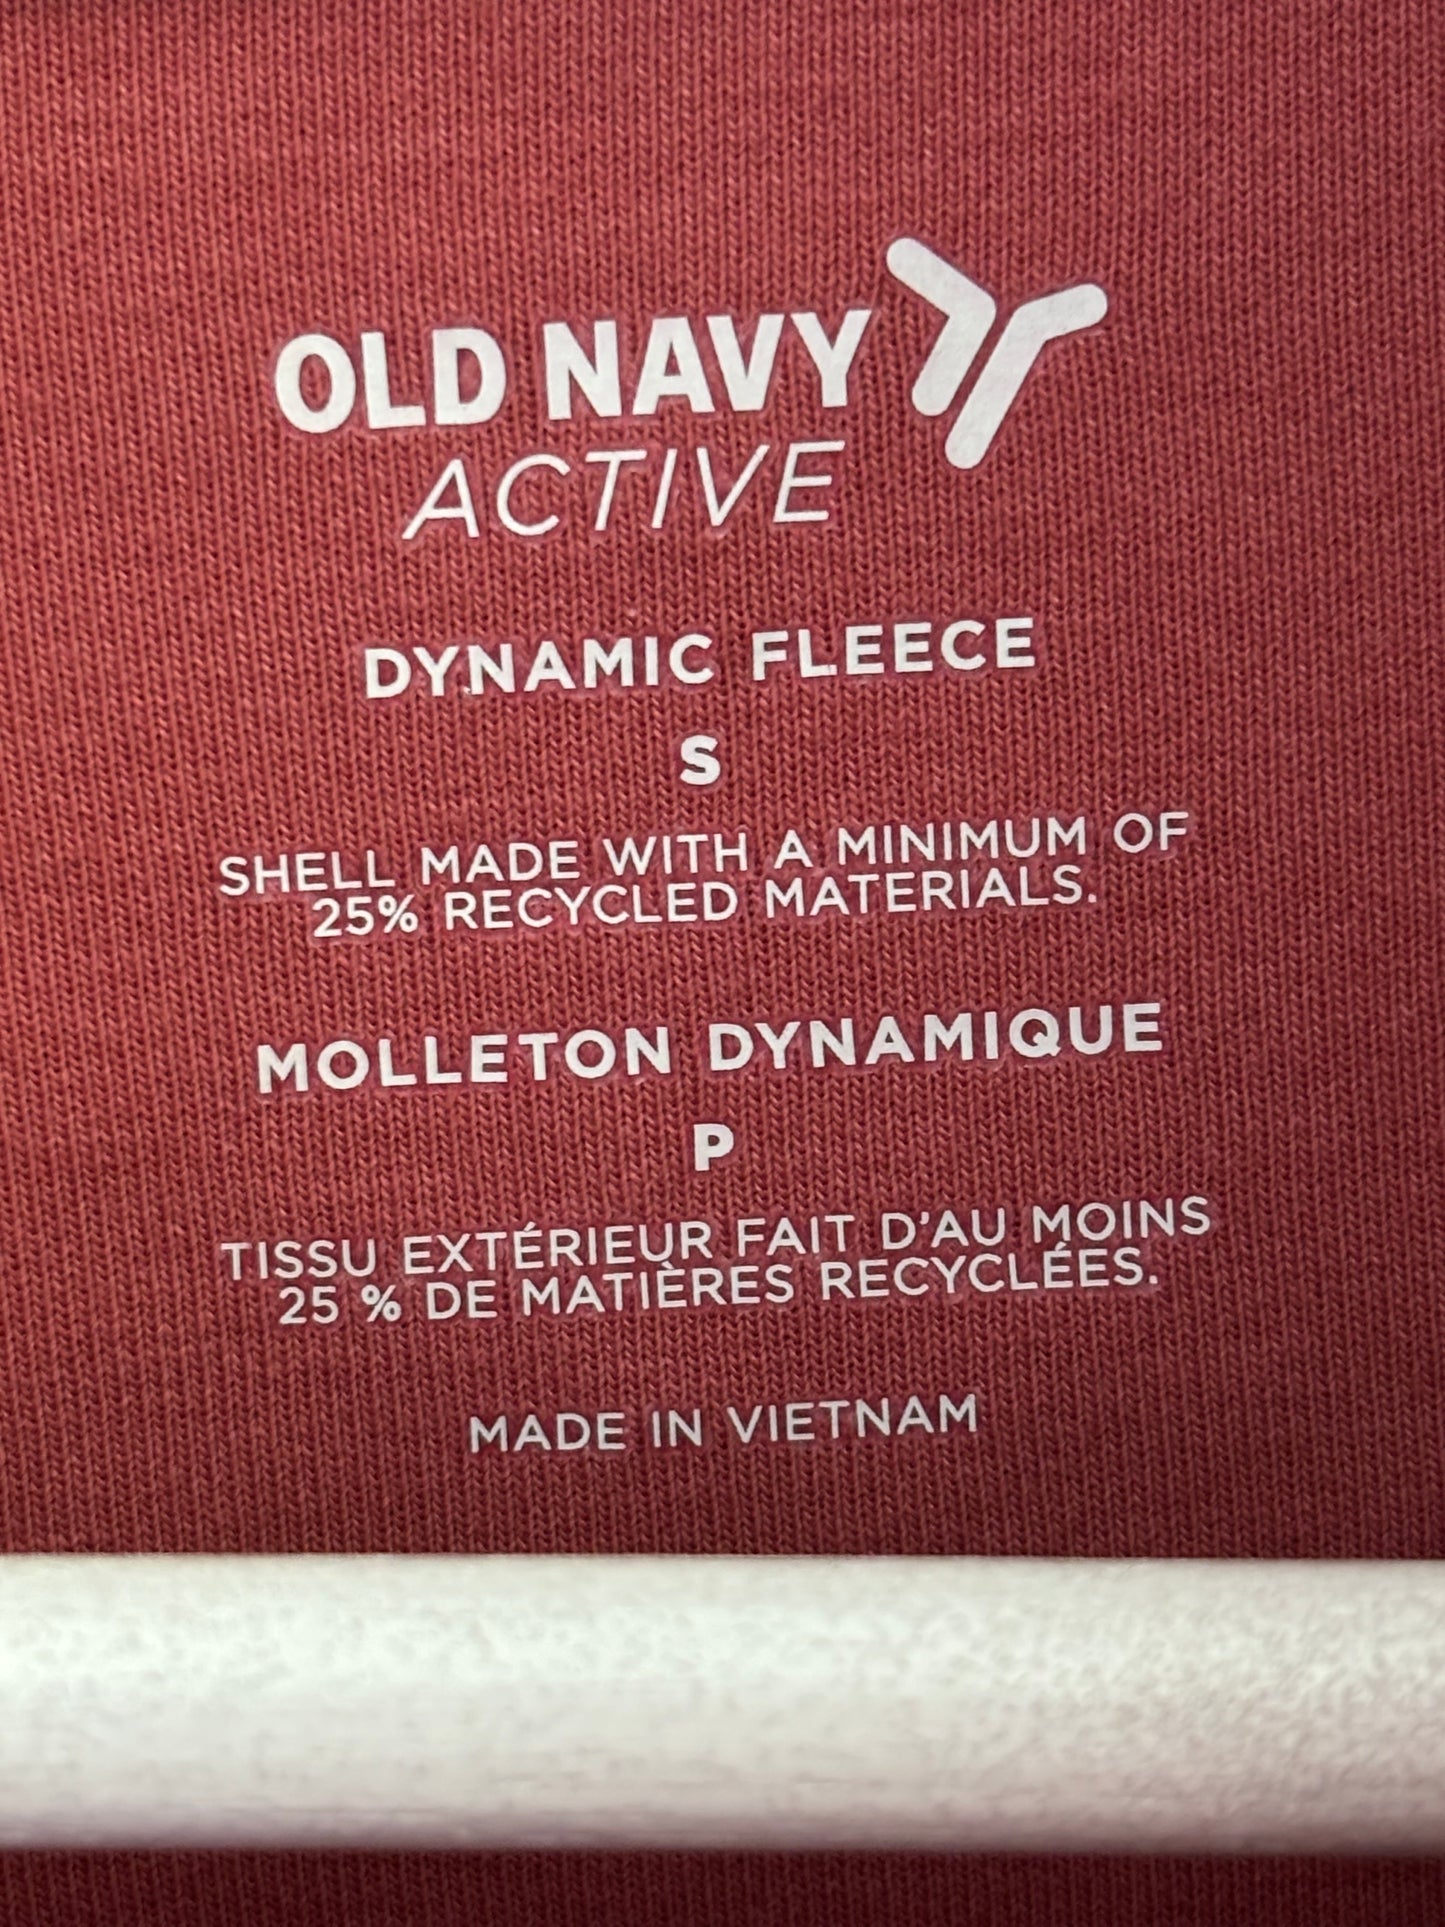 OLD NAVY
ACTIVE
DYNAMIC FLEECE
S
SHELL MADE WITH A MINIMUM OF
25% RECYCLED MATERIALS.
MOLLETON DYNAMIQUE
P
TISSU EXTÉRIEUR FAIT D'AU MOINS
25 % DE MATIÈRES RECYCLÉES.
MADE IN VIETNAM